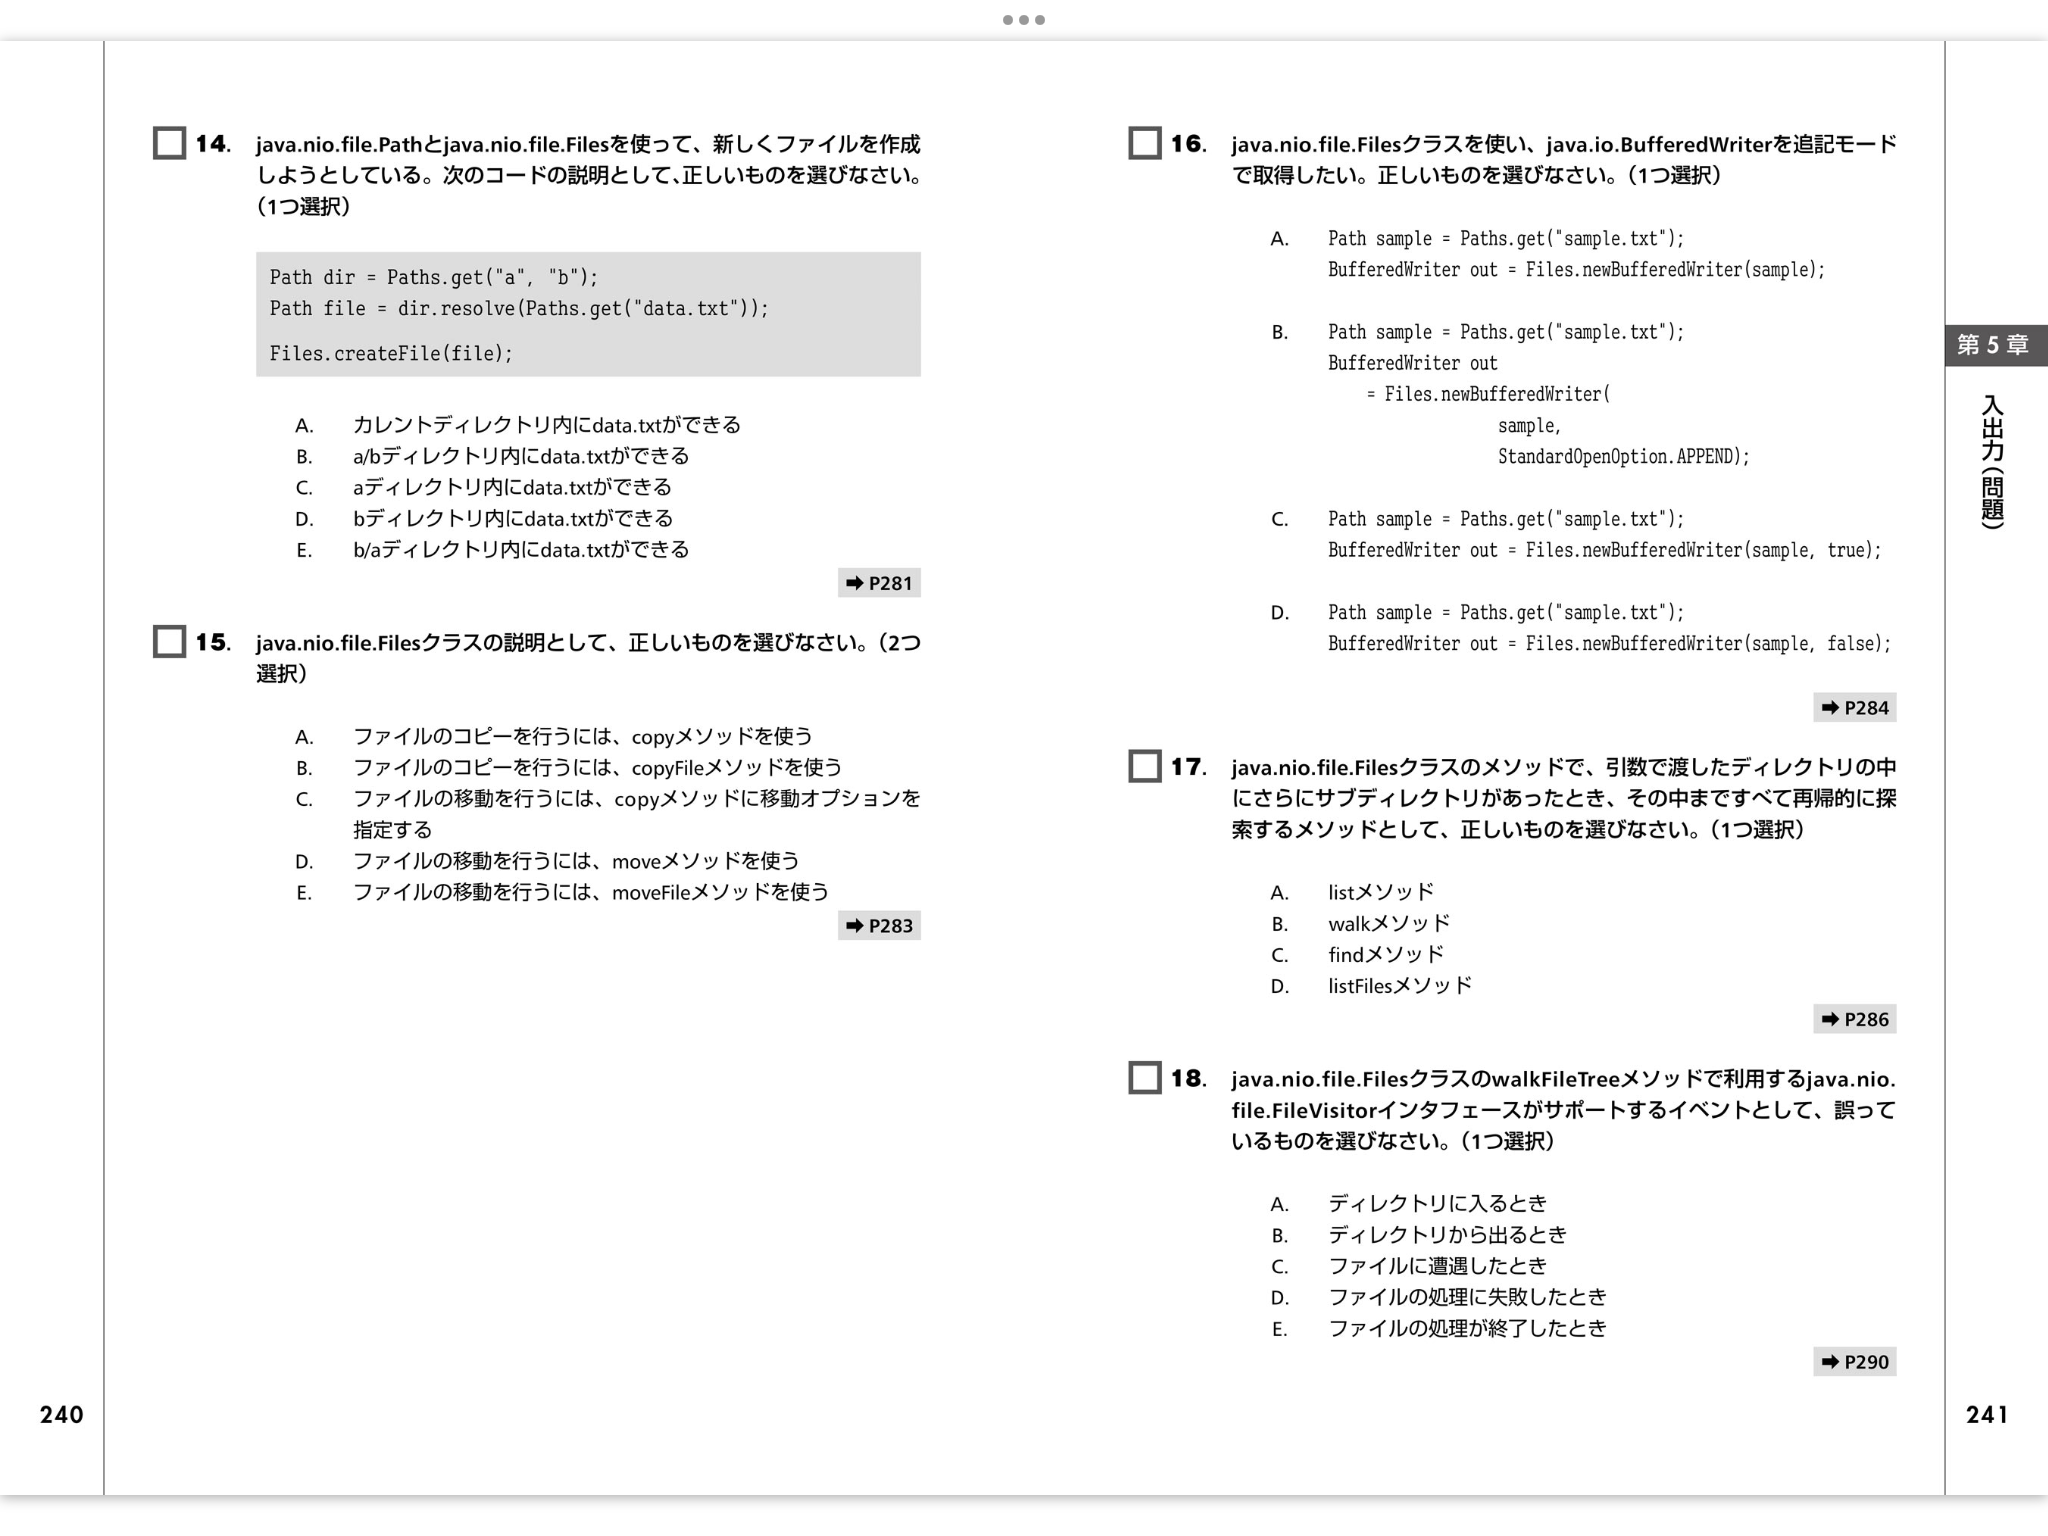 14. java.nio.file.Pathとjava.nio.file.Filesを使って、新しくファイルを作成
しようとしている。次のコードの説明として、正しいものを選びなさい。
（1つ選択）
Path dir = Paths.get("a", "b");
Path file = dir.resolve(Paths.get("data.txt"));
Files.createFile(file);
A. カレントディレクトリ内にdata.txtができる
B. a/bディレクトリ内にdata.txtができる
C. aディレクトリ内にdata.txtができる
D. bディレクトリ内にdata.txtができる
E. b/aディレクトリ内にdata.txtができる
➡ P281
15. java.nio.file.Filesクラスの説明として、正しいものを選びなさい。（2つ
選択）
A. ファイルのコピーを行うには、copyメソッドを使う
B. ファイルのコピーを行うには、copyFileメソッドを使う
C. ファイルの移動を行うには、copyメソッドに移動オプションを
指定する
D. ファイルの移動を行うには、moveメソッドを使う
E. ファイルの移動を行うには、moveFileメソッドを使う
➡ P283
240
16. java.nio.file.Filesクラスを使い、java.io.BufferedWriterを追記モード
で取得したい。正しいものを選びなさい。（1つ選択）
A. Path sample = Paths.get("sample.txt");
BufferedWriter out = Files.newBufferedWriter(sample);
B. Path sample = Paths.get("sample.txt");
BufferedWriter out
= Files.newBufferedWriter(
sample,
StandardOpenOption.APPEND);
C. Path sample = Paths.get("sample.txt");
BufferedWriter out = Files.newBufferedWriter(sample, true);
D. Path sample = Paths.get("sample.txt");
BufferedWriter out = Files.newBufferedWriter(sample, false);
➡ P284
17. java.nio.file.Filesクラスのメソッドで、引数で渡したディレクトリの中
にさらにサブディレクトリがあったとき、その中まですべて再帰的に探
索するメソッドとして、正しいものを選びなさい。（1つ選択）
A. listメソッド
B. walkメソッド
C. findメソッド
D. listFilesメソッド
➡ P286
18. java.nio.file.FilesクラスのwalkFileTreeメソッドで利用するjava.nio.
file.FileVisitorインタフェースがサポートするイベントとして、誤って
いるものを選びなさい。（1つ選択）
A. ディレクトリに入るとき
B. ディレクトリから出るとき
C. ファイルに遭遇したとき
D. ファイルの処理に失敗したとき
E. ファイルの処理が終了したとき
➡ P290
第5章
入出力（問題）
241